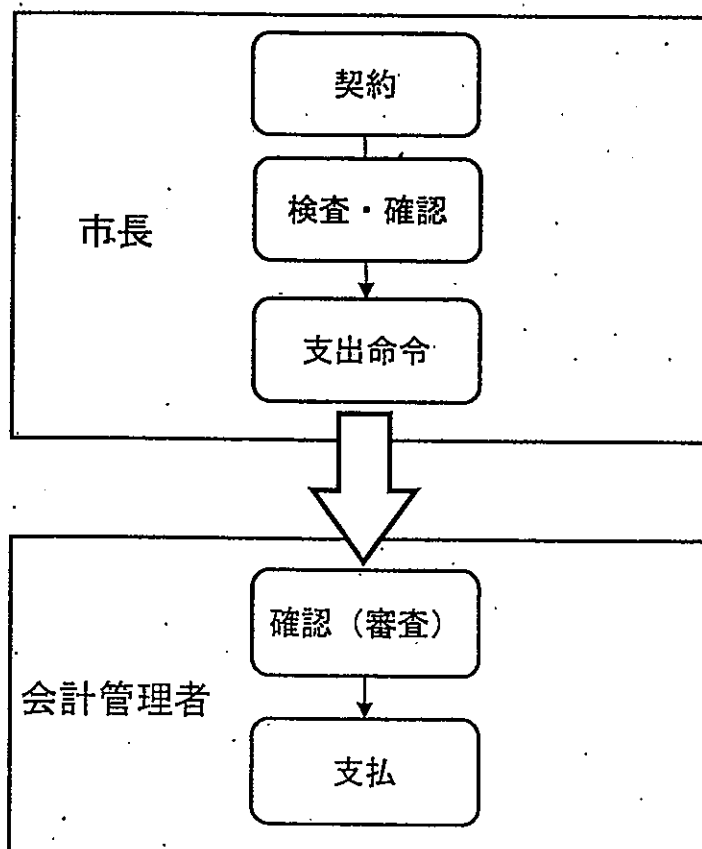 契約
検査・確認
市長
支出命令
確認（審査）
会計管理者
支払